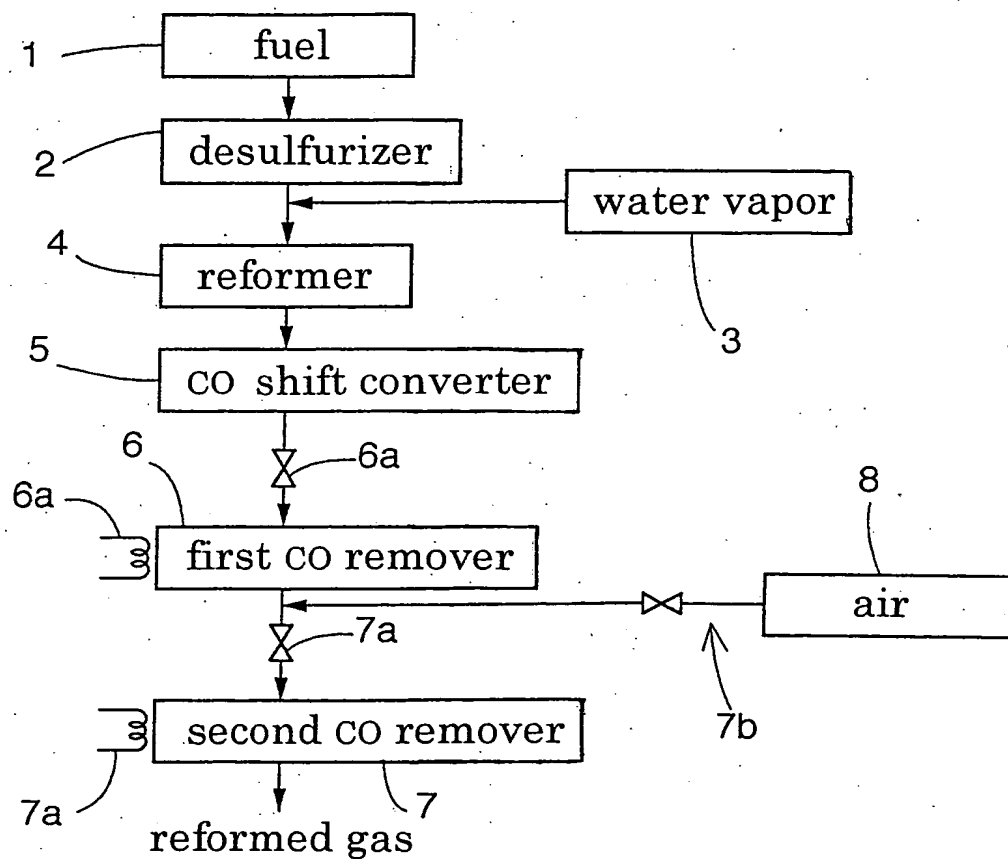 1
fuel
2
desulfurizer
water vapor
3
4
reformer
5
CO shift converter
6
6a
6a
first CO remover
8
air
7a
7b
7a
second CO remover
7
reformed gas